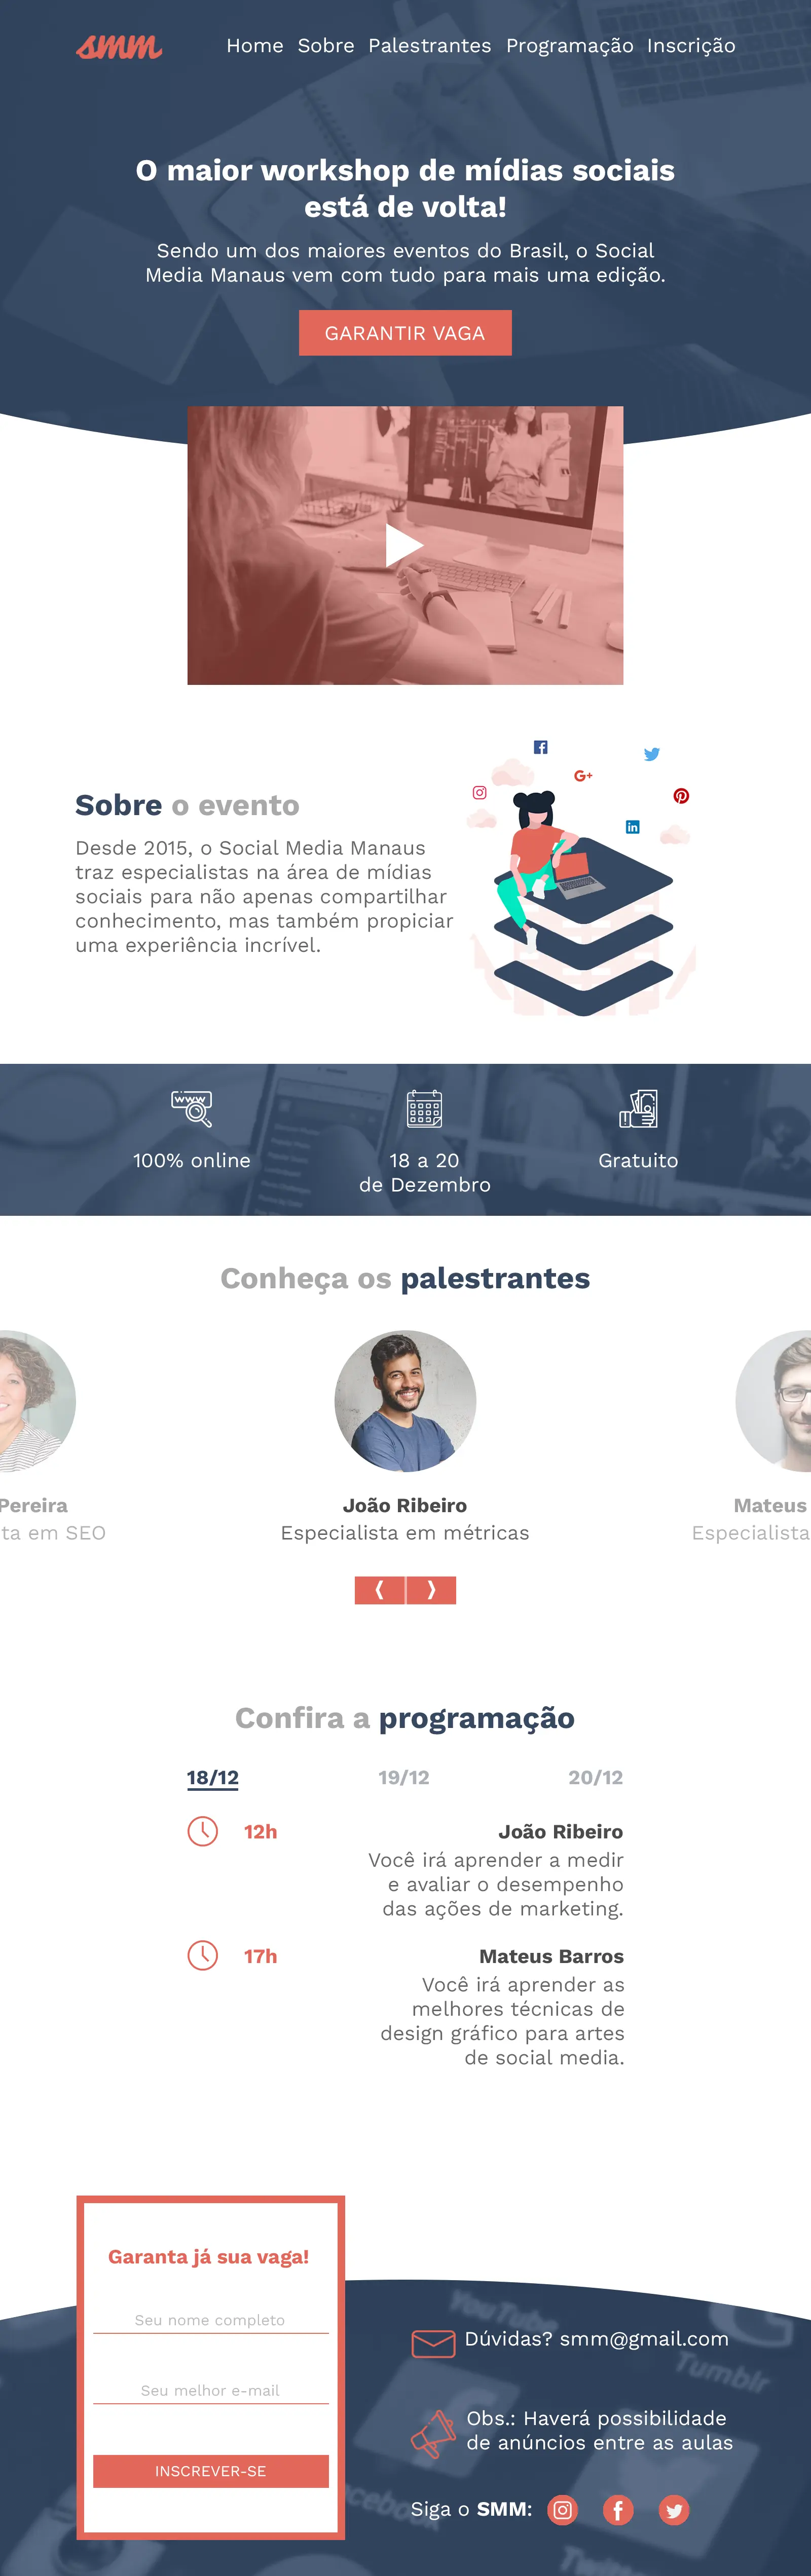 smm
Home Sobre Palestrantes Programação Inscrição
O maior workshop de mídias sociais
está de volta!
Sendo um dos maiores eventos do Brasil, o Social
Media Manaus vem com tudo para mais uma edição.
GARANTIR VAGA
Sobre o evento
Desde 2015, o Social Media Manaus
traz especialistas na área de mídias
sociais para não apenas compartilhar
conhecimento, mas também propiciar
uma experiência incrível.
G+
in
www
100% online
18 a 20
de Dezembro
Gratuito
Conheça os palestrantes
Pereira
ta em SEO
João Ribeiro
Especialista em métricas
Mateus
Especialista
Confira a programação
18/12 19/12 20/12
12h
João Ribeiro
Você irá aprender a medir
e avaliar o desempenho
das ações de marketing.
17h
Mateus Barros
Você irá aprender as
melhores técnicas de
design gráfico para artes
de social media.
Garanta já sua vaga!
Seu nome completo
Seu melhor e-mail
INSCREVER-SE
YouTube
Tumblr
Dúvidas? smm@gmail.com
Obs.: Haverá possibilidade
de anúncios entre as aulas
Siga o SMM: